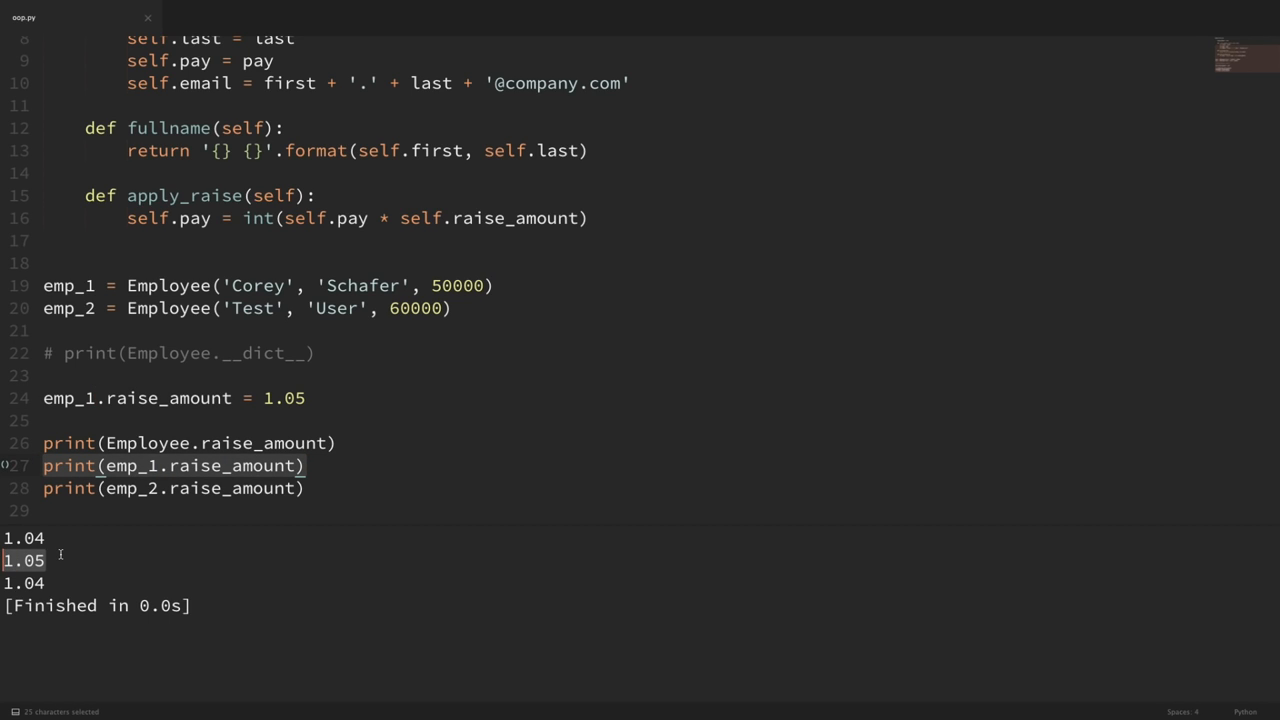 oop.py ×
8 self.last = last
9 self.pay = pay
10 self.email = first + '.' + last + '@company.com'
11
12 def fullname(self):
13 return '{} {}'.format(self.first, self.last)
14
15 def apply_raise(self):
16 self.pay = int(self.pay * self.raise_amount)
17
18
19 emp_1 = Employee('Corey', 'Schafer', 50000)
20 emp_2 = Employee('Test', 'User', 60000)
21
22 # print(Employee.__dict__)
23
24 emp_1.raise_amount = 1.05
25
26 print(Employee.raise_amount)
27 print(emp_1.raise_amount)
28 print(emp_2.raise_amount)
29
1.04
1.05
1.04
[Finished in 0.0s]
25 characters selected Spaces: 4 Python